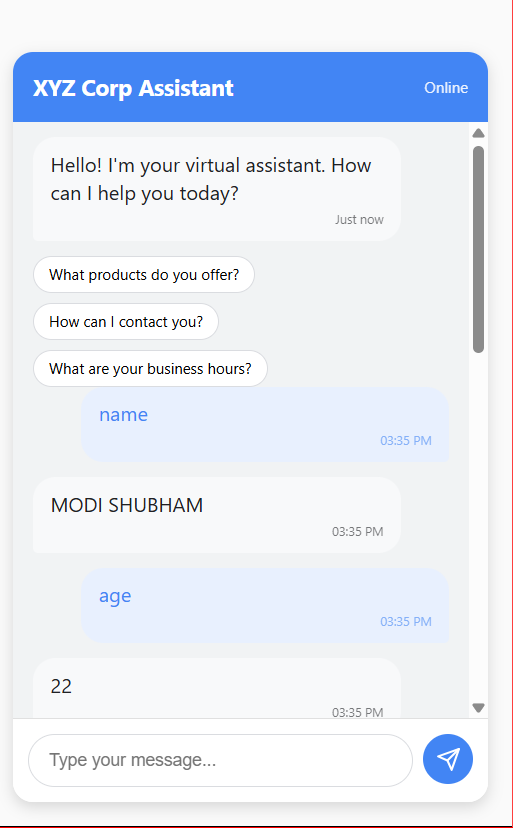 XYZ Corp Assistant
Online
Hello! I'm your virtual assistant. How
can I help you today?
Just now
What products do you offer?
How can I contact you?
What are your business hours?
name
03:35 PM
MODI SHUBHAM
03:35 PM
age
03:35 PM
22
03:35 PM
Type your message...